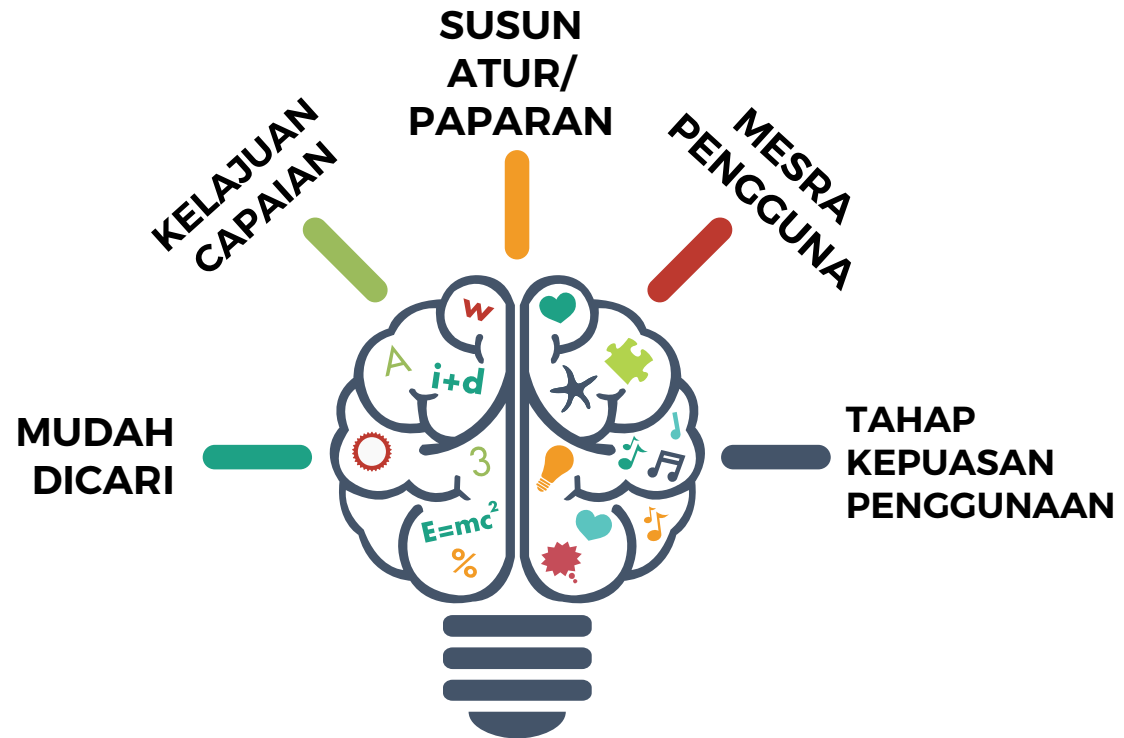 SUSUN
ATUR/
PAPARAN
KELAJUAN
CAPAIAN
MESRA
PENGGUNA
MUDAH
DICARI
TAHAP
KEPUASAN
PENGGUNAAN
w
A
i+d
3
E=mc²
%